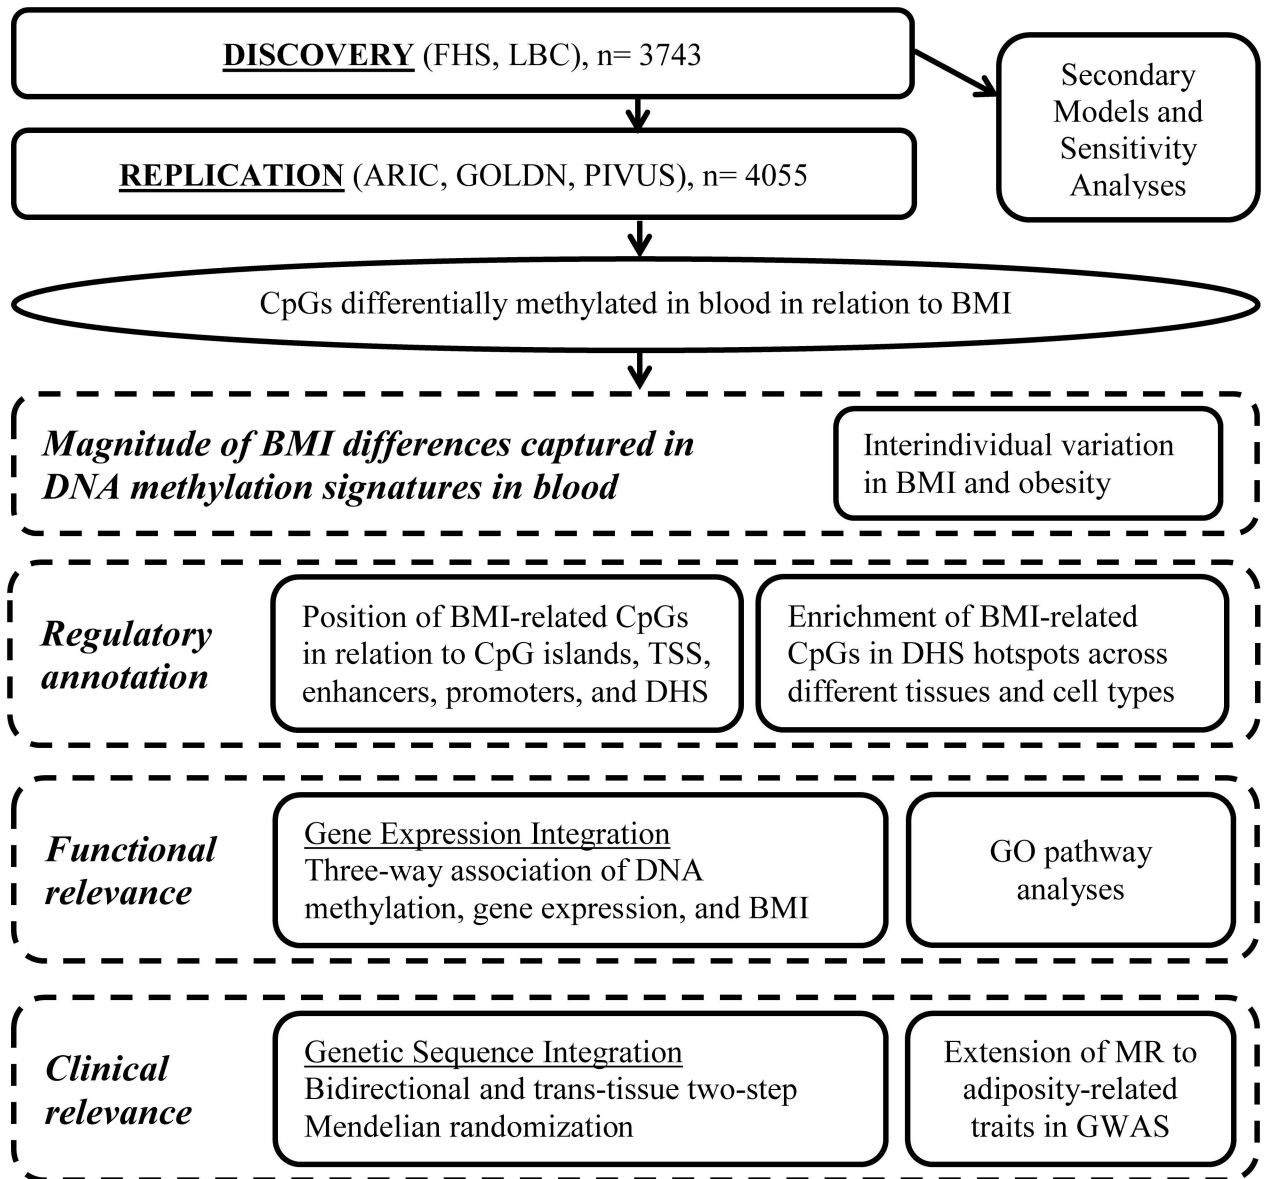 DISCOVERY (FHS, LBC), n= 3743
Secondary
Models and
Sensitivity
Analyses
REPLICATION (ARIC, GOLDN, PIVUS), n= 4055
CpGs differentially methylated in blood in relation to BMI
Magnitude of BMI differences captured in
DNA methylation signatures in blood
Interindividual variation
in BMI and obesity
Regulatory
annotation
Position of BMI-related CpGs
in relation to CpG islands, TSS,
enhancers, promoters, and DHS
Enrichment of BMI-related
CpGs in DHS hotspots across
different tissues and cell types
Functional
relevance
Gene Expression Integration
Three-way association of DNA
methylation, gene expression, and BMI
GO pathway
analyses
Clinical
relevance
Genetic Sequence Integration
Bidirectional and trans-tissue two-step
Mendelian randomization
Extension of MR to
adiposity-related
traits in GWAS